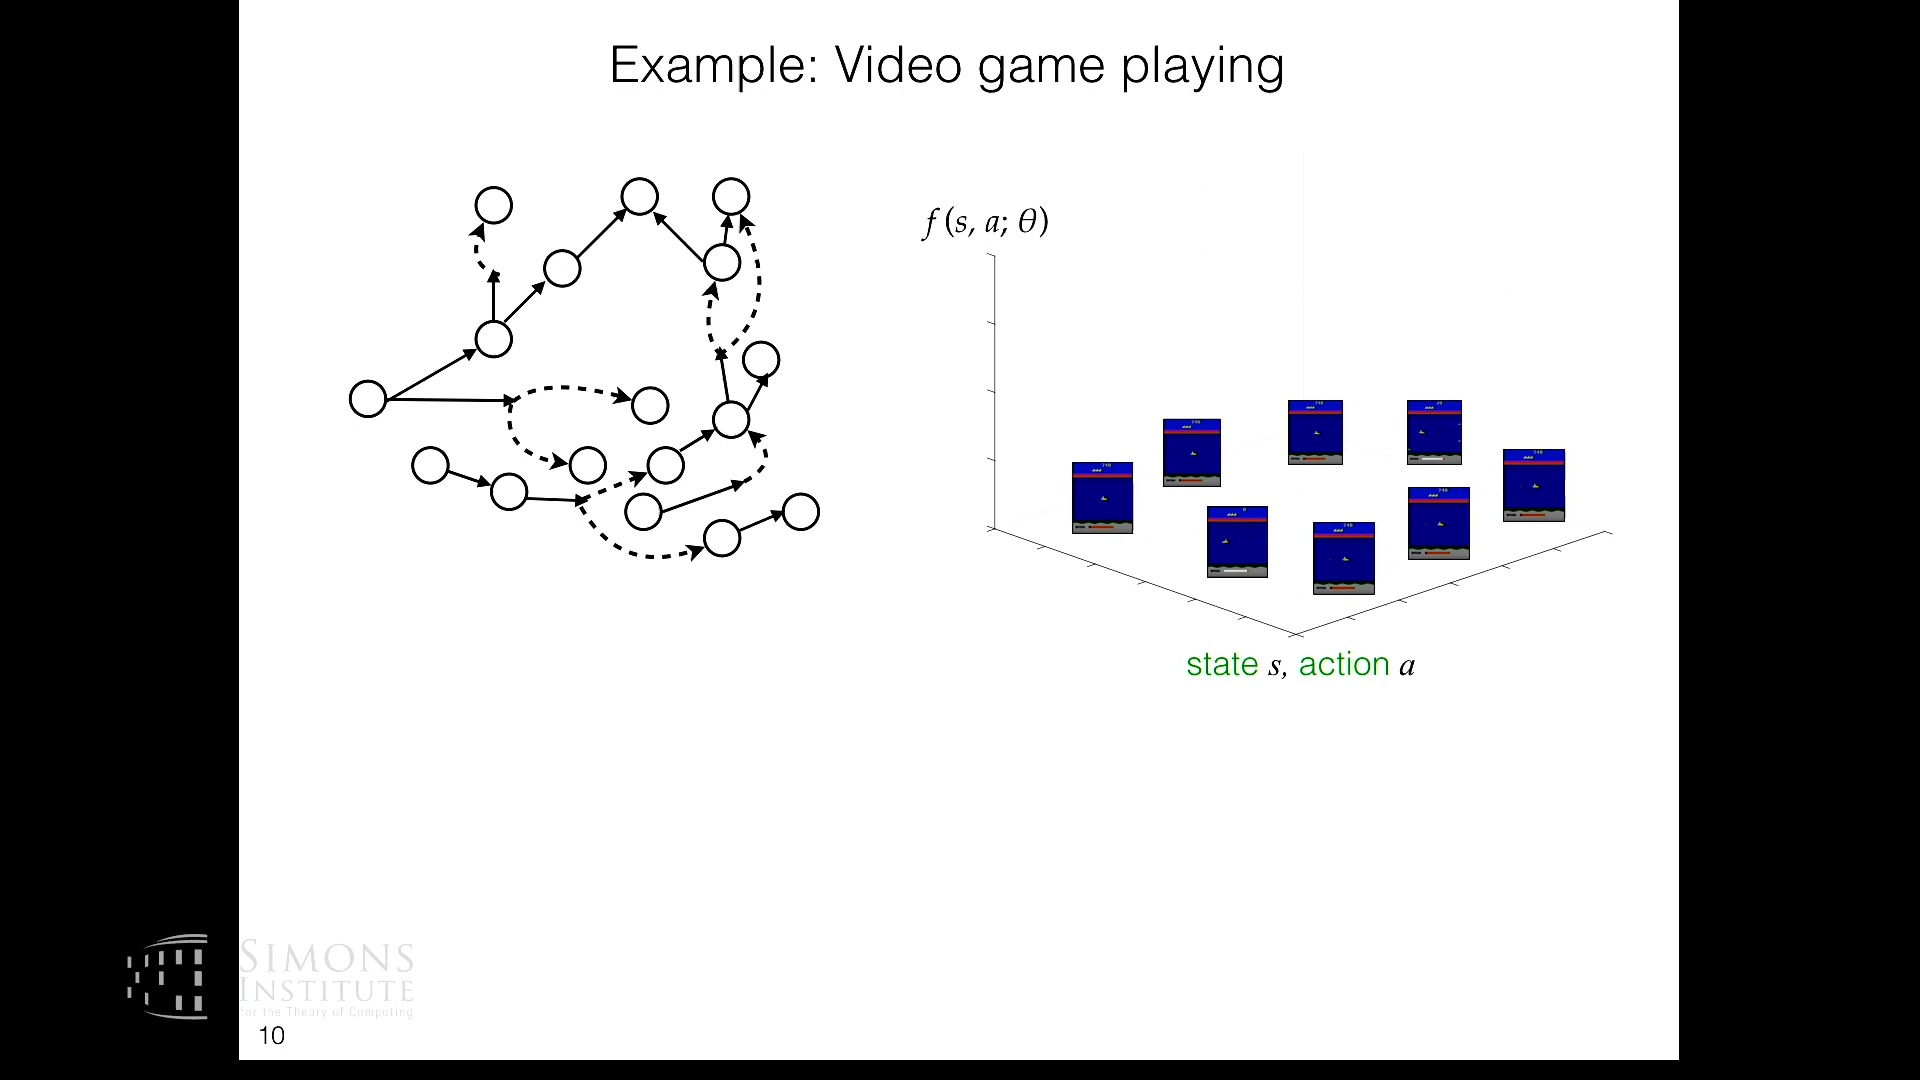 Example: Video game playing
f (s, a; θ)
state s, action a
SIMONS
INSTITUTE
for the Theory of Computing
10